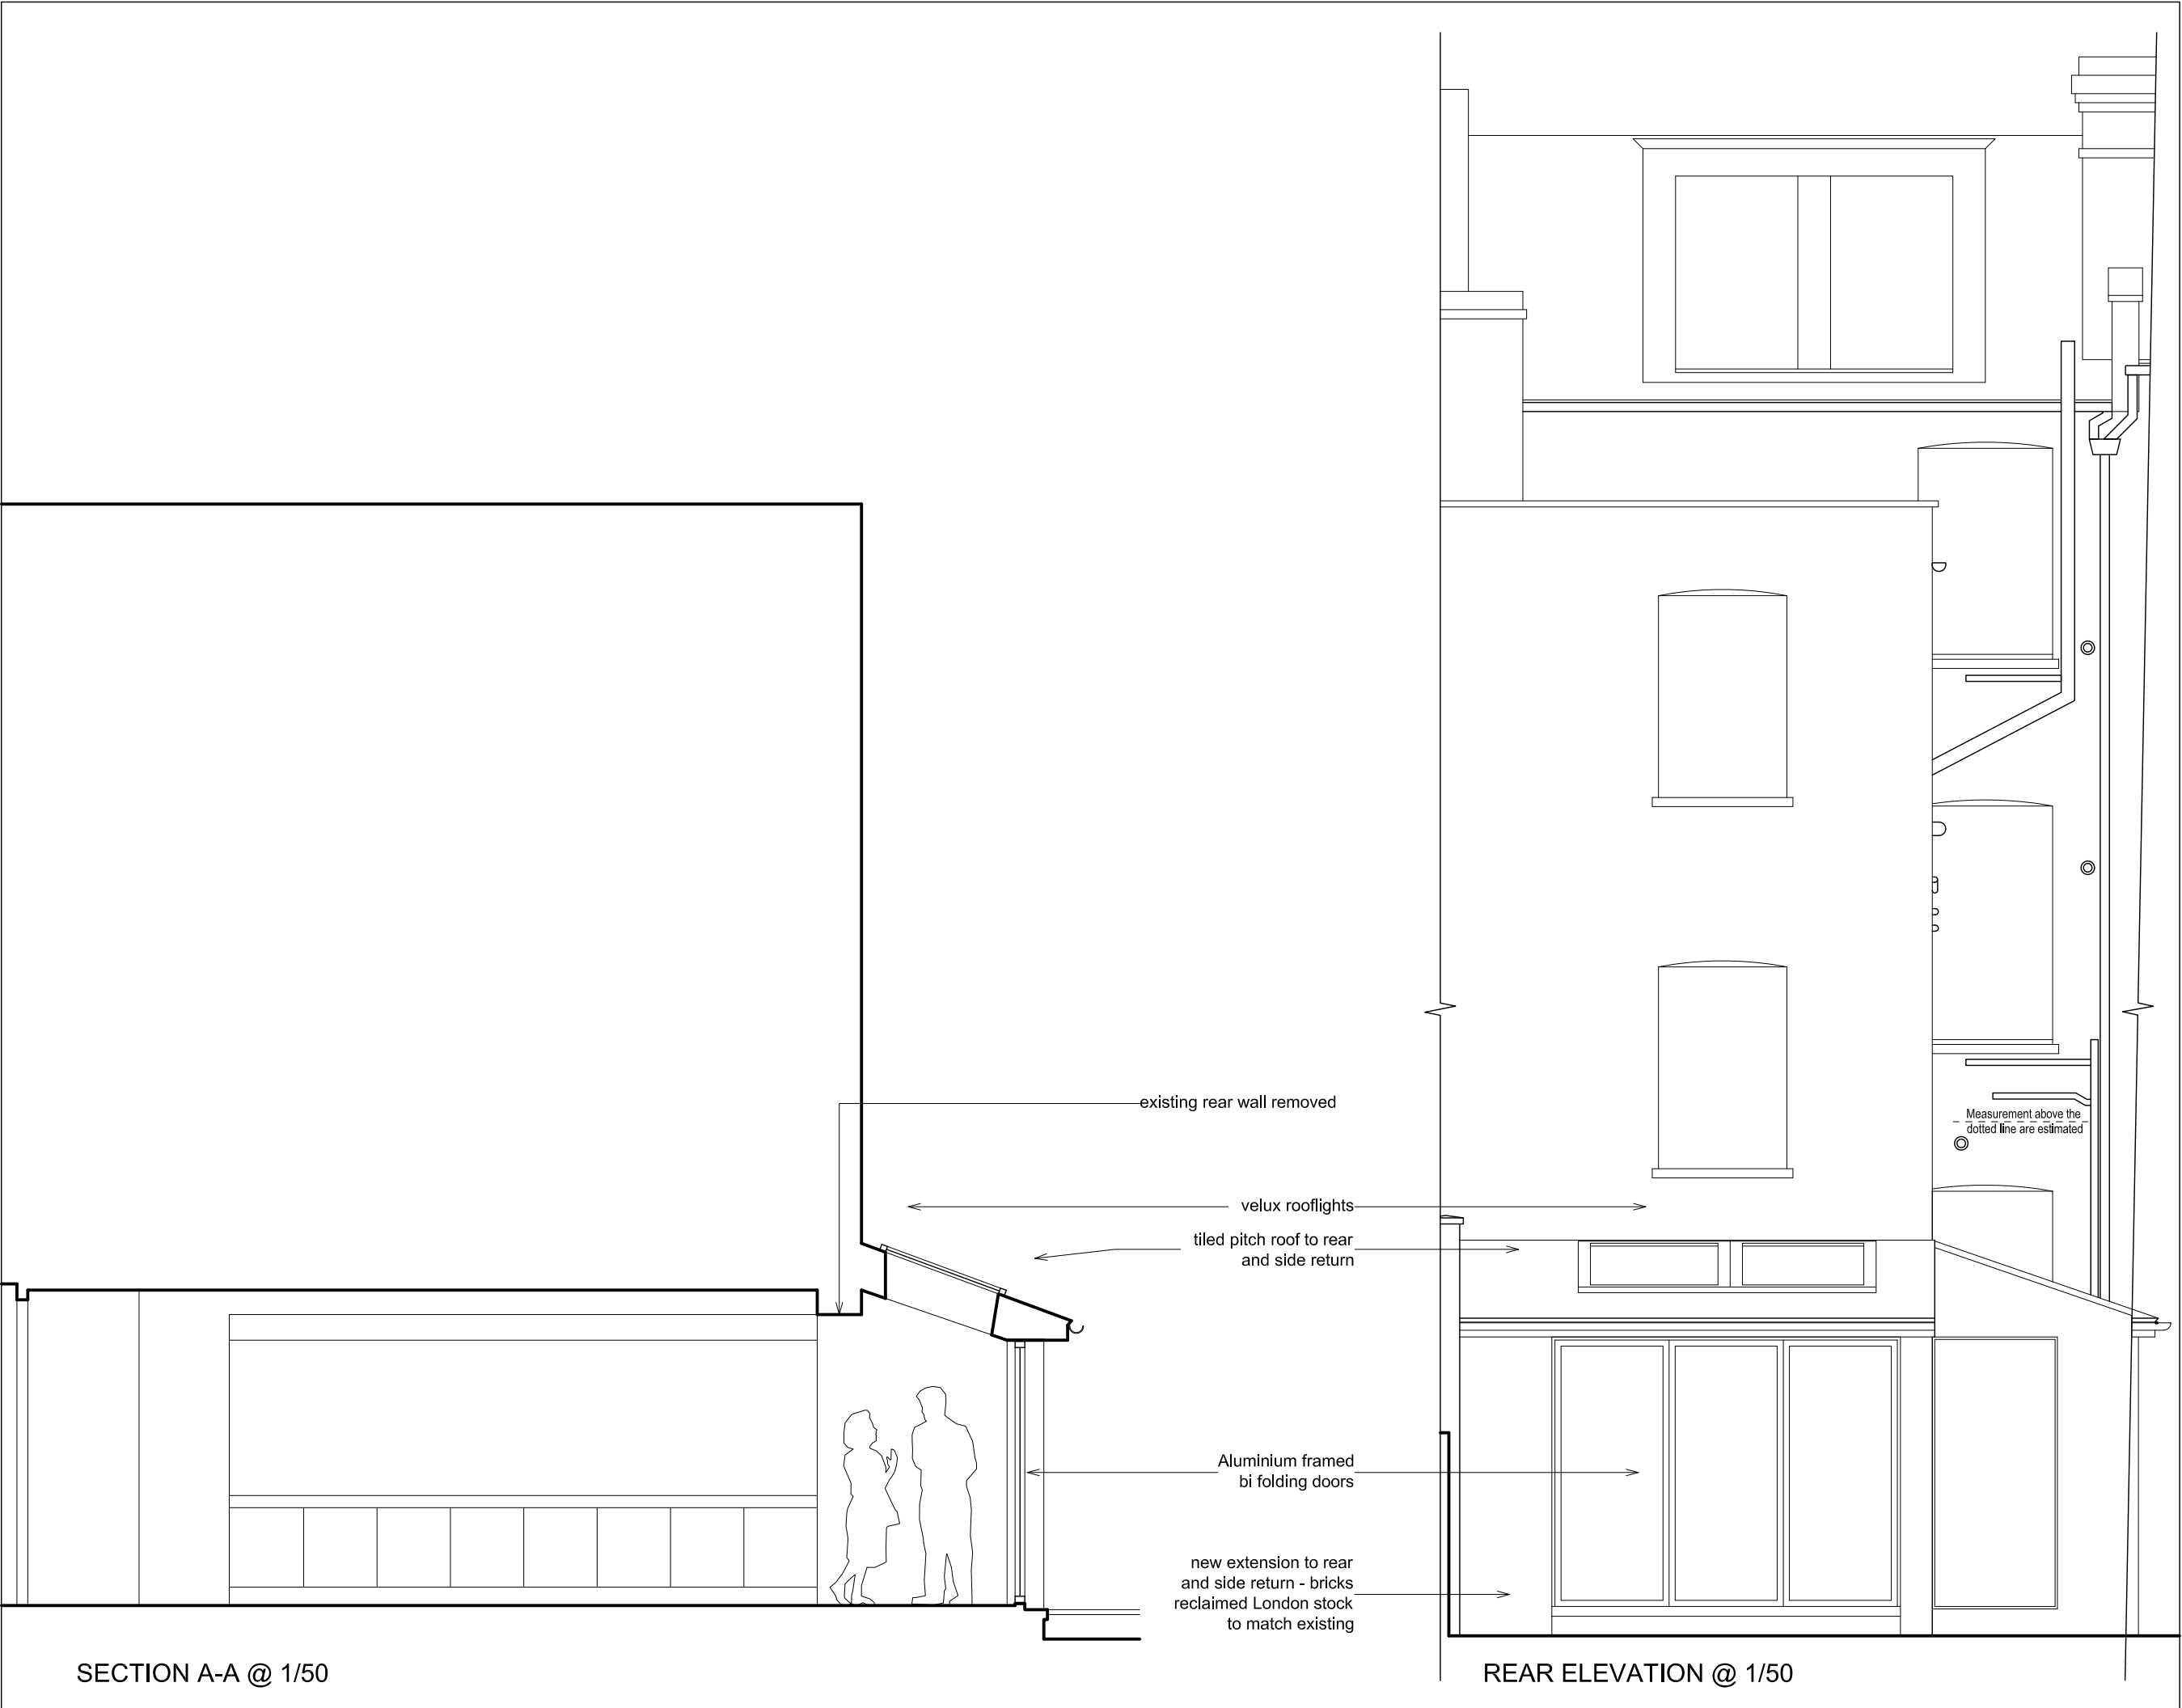 existing rear wall removed
velux rooflights
tiled pitch roof to rear
and side return
Aluminium framed
bi folding doors
new extension to rear
and side return - bricks
reclaimed London stock
to match existing
Measurement above the
dotted line are estimated
SECTION A-A @ 1/50
REAR ELEVATION @ 1/50